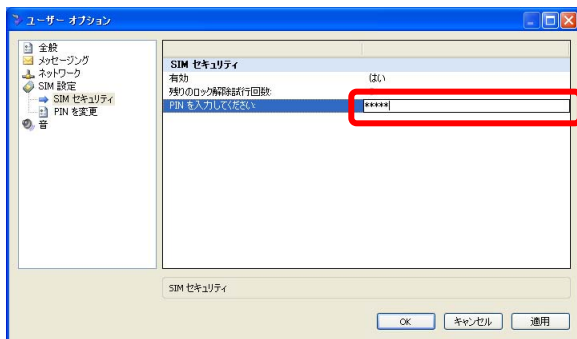 ユーザー オプション
全般
メッセージング
ネットワーク
SIM 設定
SIM セキュリティ
PIN を変更
音
SIM セキュリティ
有効 はい
残りのロック解除試行回数:
PIN を入力してください: *****
SIM セキュリティ
OK キャンセル 適用